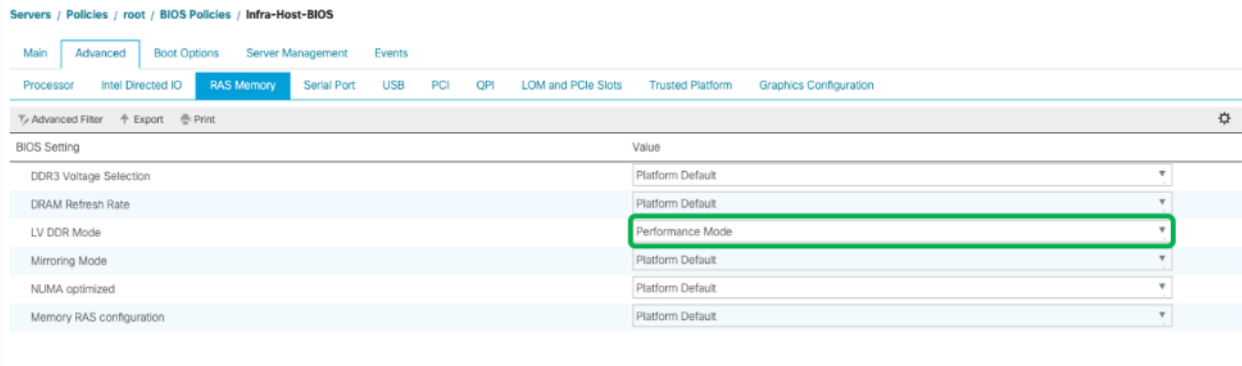 Servers / Policies / root / BIOS Policies / Infra-Host-BIOS
Main Advanced Boot Options Server Management Events
Processor Intel Directed IO RAS Memory Serial Port USB PCI QPI LOM and PCIe Slots Trusted Platform Graphics Configuration
Advanced Filter Export Print
BIOS Setting Value
DDR3 Voltage Selection Platform Default
DRAM Refresh Rate Platform Default
LV DDR Mode Performance Mode
Mirroring Mode Platform Default
NUMA optimized Platform Default
Memory RAS configuration Platform Default